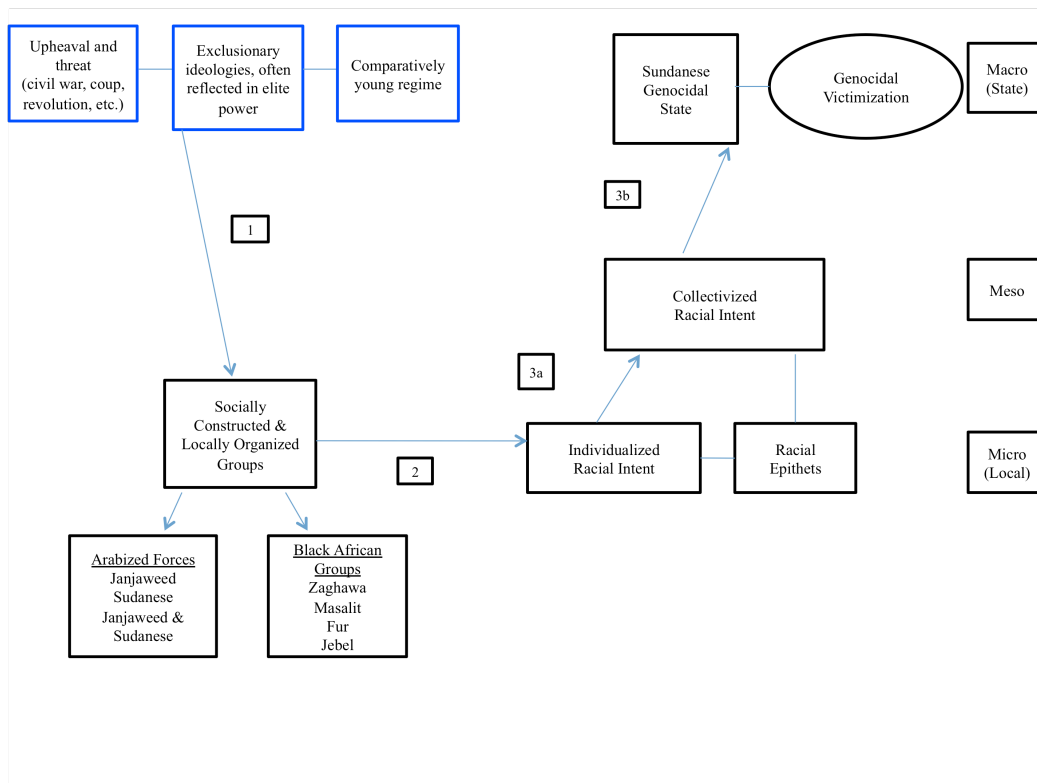 Upheaval and
threat
(civil war, coup,
revolution, etc.)
Exclusionary
ideologies, often
reflected in elite
power
Comparatively
young regime
Sundanese
Genocidal
State
Genocidal
Victimization
Macro
(State)
3b
1
Collectivized
Racial Intent
Meso
3a
Socially
Constructed &
Locally Organized
Groups
2
Individualized
Racial Intent
Racial
Epithets
Micro
(Local)
Arabized Forces
Janjaweed
Sudanese
Janjaweed &
Sudanese
Black African
Groups
Zaghawa
Masalit
Fur
Jebel